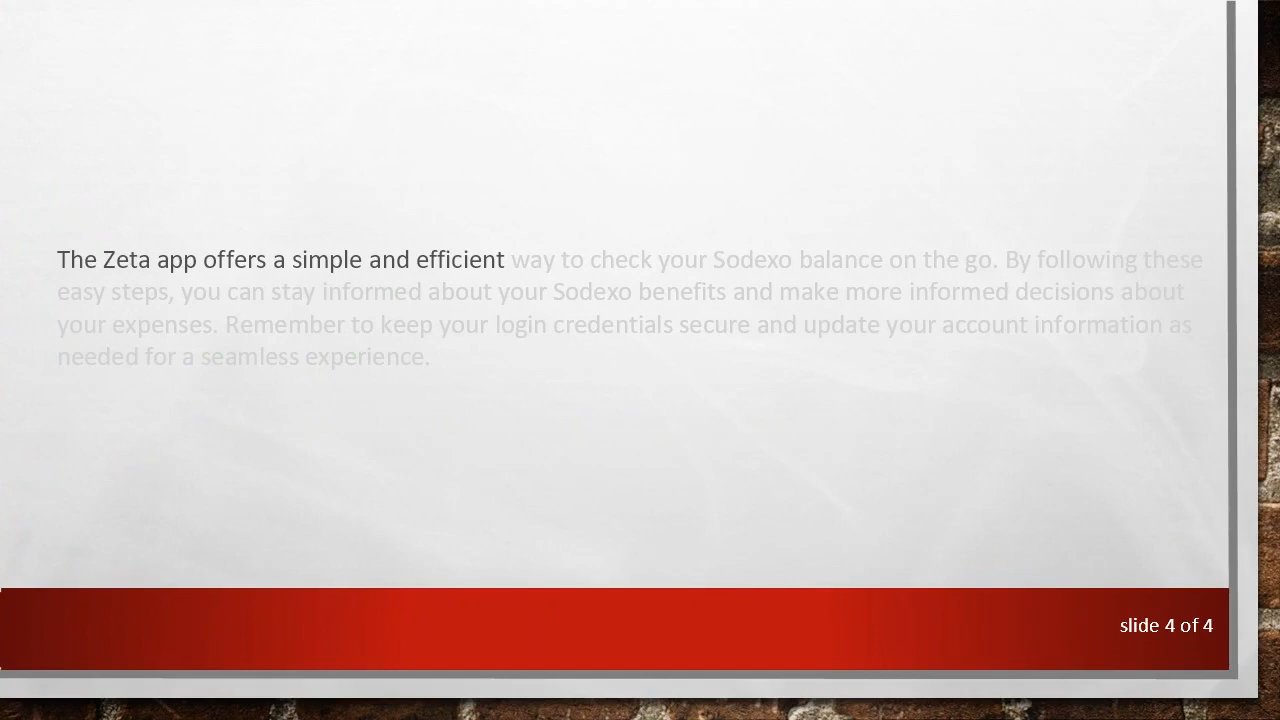 The Zeta app offers a simple and efficient way to check your Sodexo balance on the go. By following these
easy steps, you can stay informed about your Sodexo benefits and make more informed decisions about
your expenses. Remember to keep your login credentials secure and update your account information as
needed for a seamless experience.
slide 4 of 4